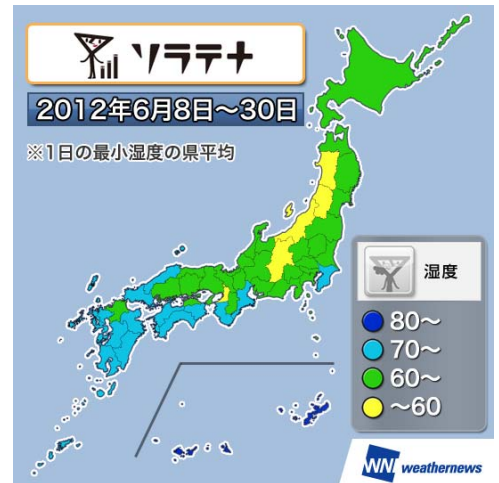 ソラテナ
2012年6月8日〜30日
※1日の最小湿度の県平均
湿度
80〜
70〜
60〜
〜60
WN weathernews